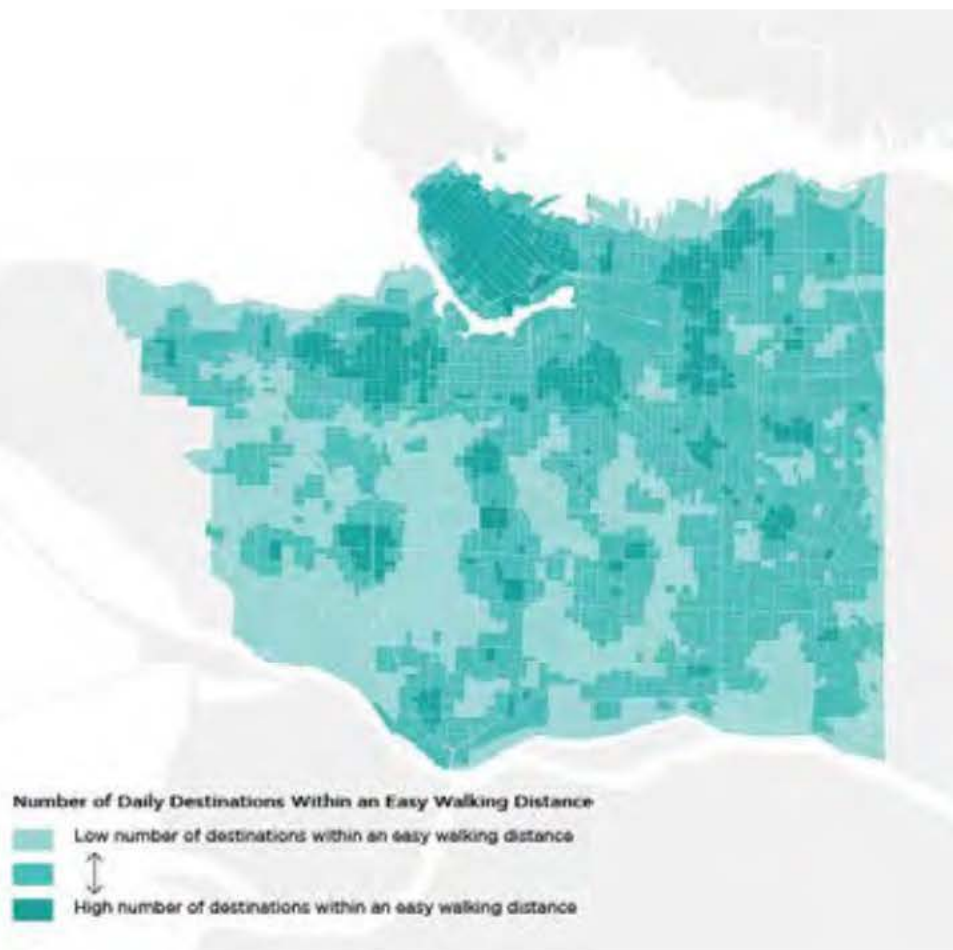 Number of Daily Destinations Within an Easy Walking Distance
Low number of destinations within an easy walking distance
High number of destinations within an easy walking distance